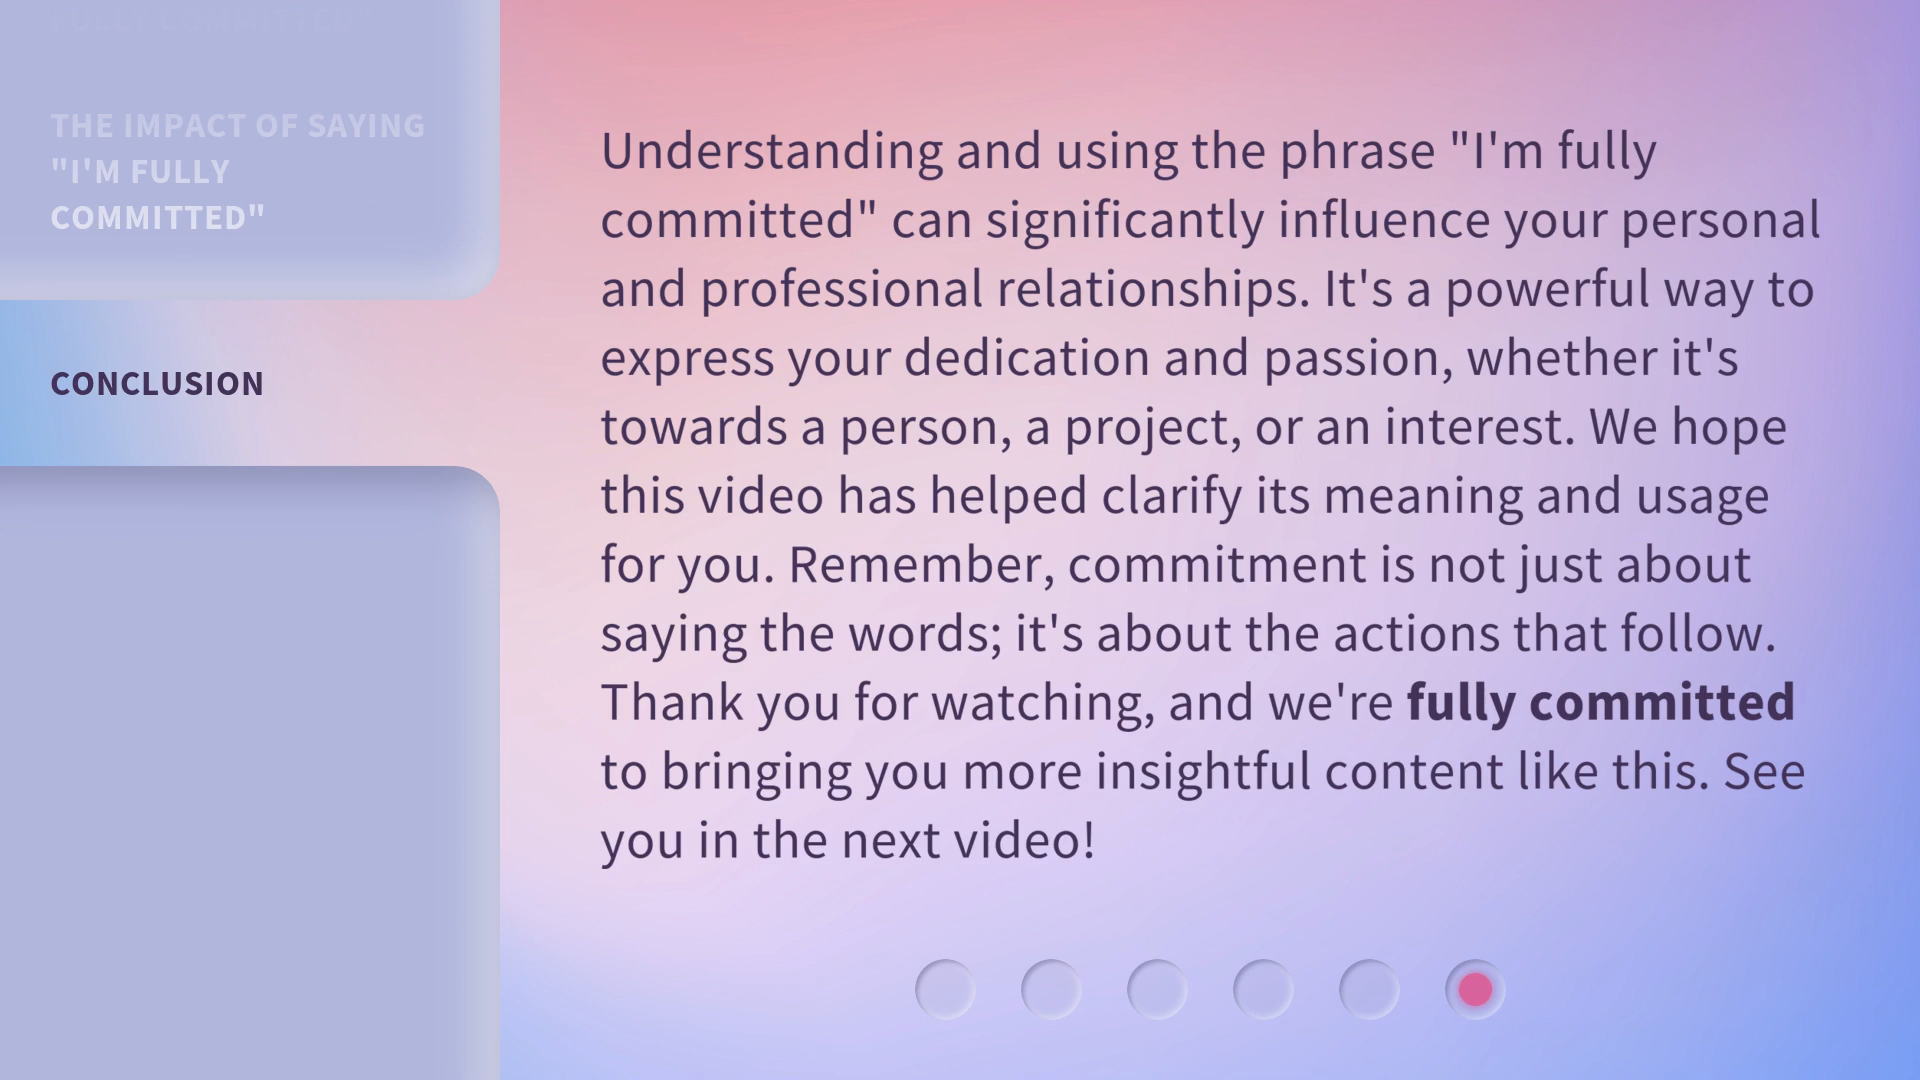 FULLY COMMITTED"
THE IMPACT OF SAYING
"I'M FULLY
COMMITTED"
CONCLUSION
Understanding and using the phrase "I'm fully
committed" can significantly influence your personal
and professional relationships. It's a powerful way to
express your dedication and passion, whether it's
towards a person, a project, or an interest. We hope
this video has helped clarify its meaning and usage
for you. Remember, commitment is not just about
saying the words; it's about the actions that follow.
Thank you for watching, and we're fully committed
to bringing you more insightful content like this. See
you in the next video!